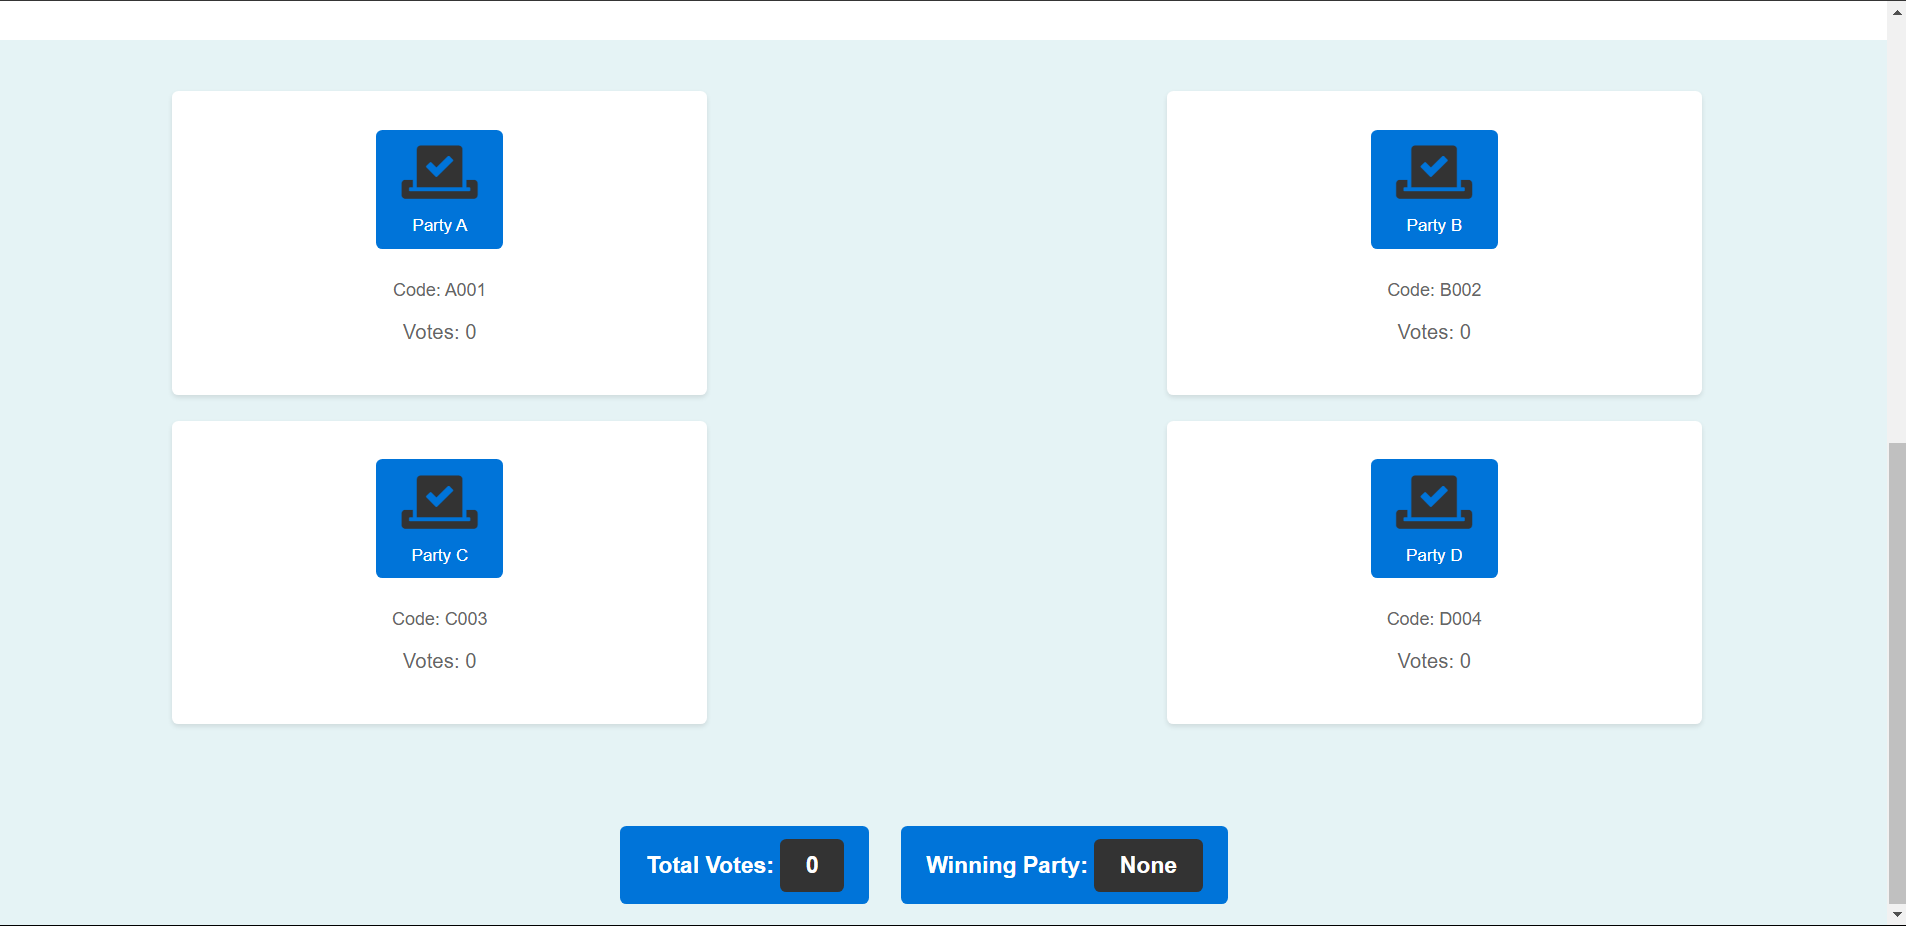 Party A
Code: A001
Votes: 0
Party B
Code: B002
Votes: 0
Party C
Code: C003
Votes: 0
Party D
Code: D004
Votes: 0
Total Votes: 0
Winning Party: None